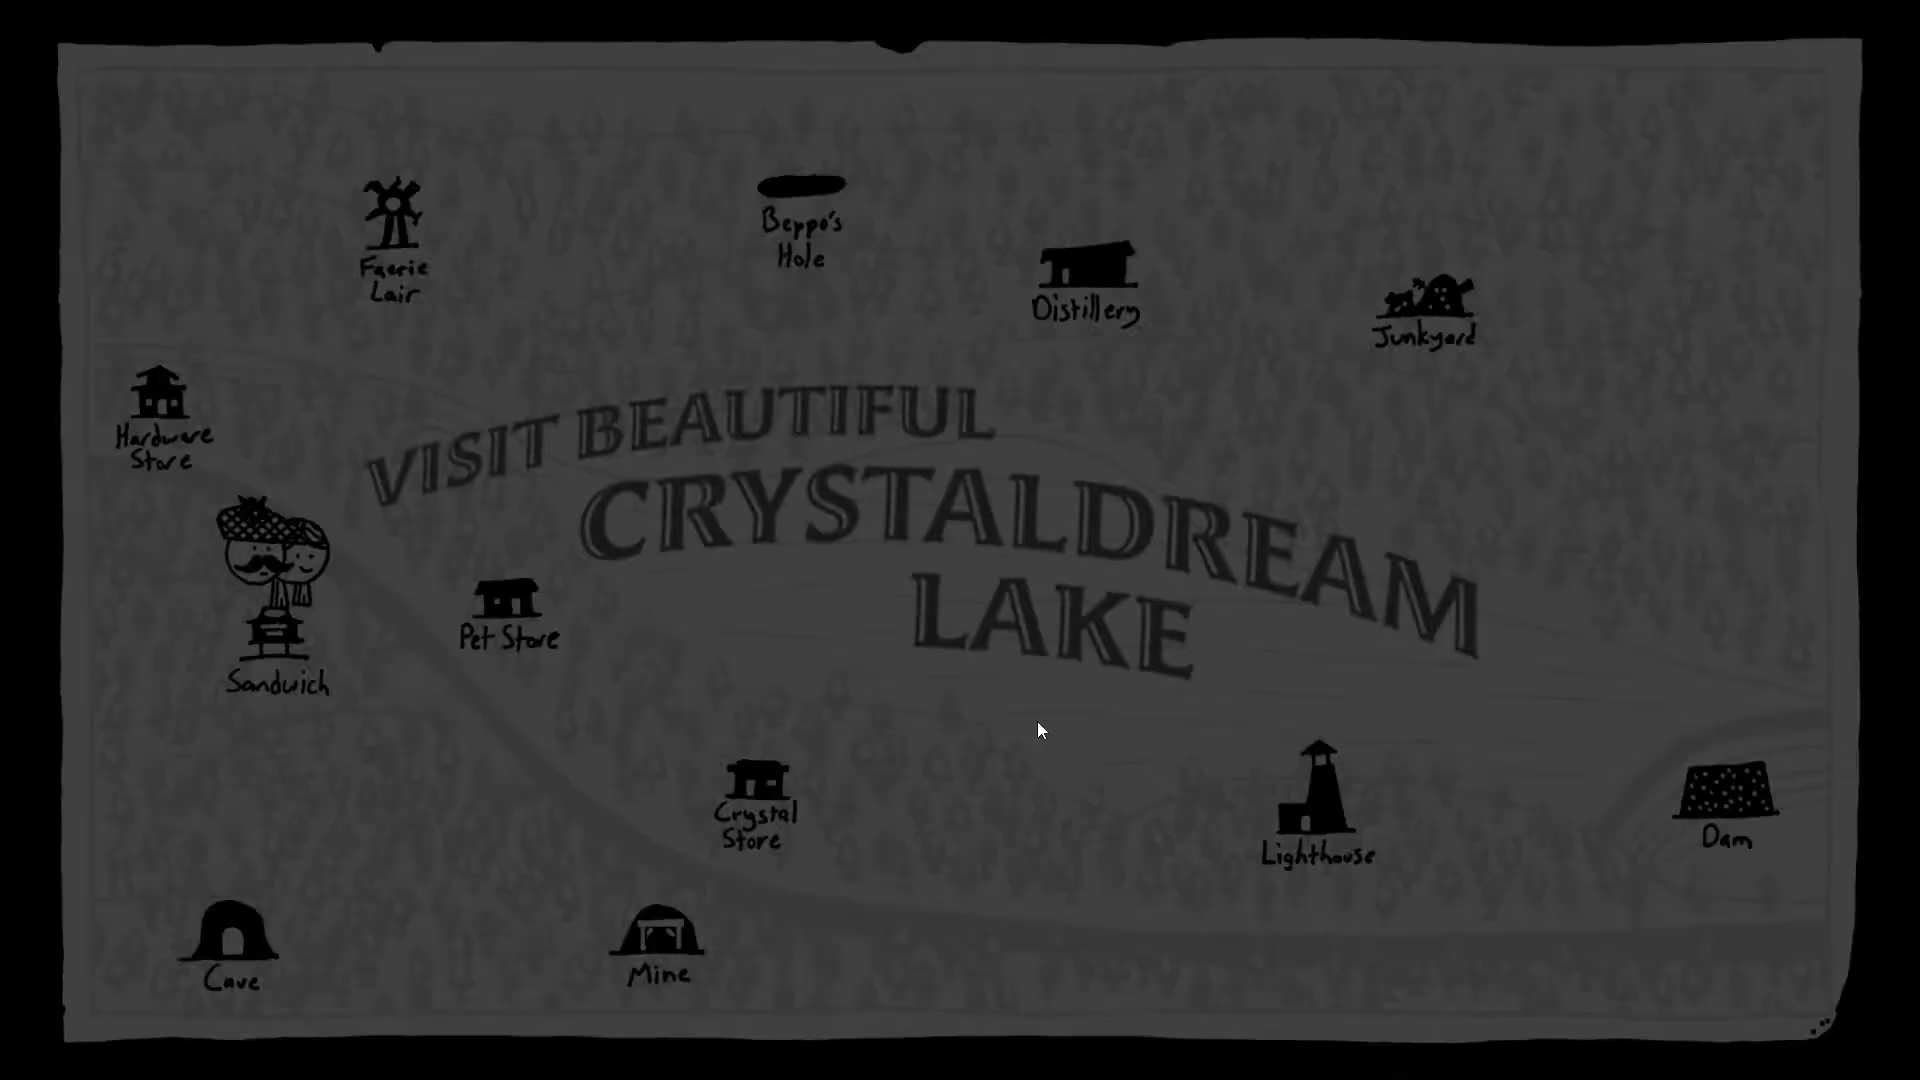 Faerie
Lair
Beppo's
Hole
Distillery
Junkyard
Hardware
Store
VISIT BEAUTIFUL
CRYSTALDREAM
LAKE
Pet Store
Sandwich
Crystal
Store
Lighthouse
Dam
Cave
Mine